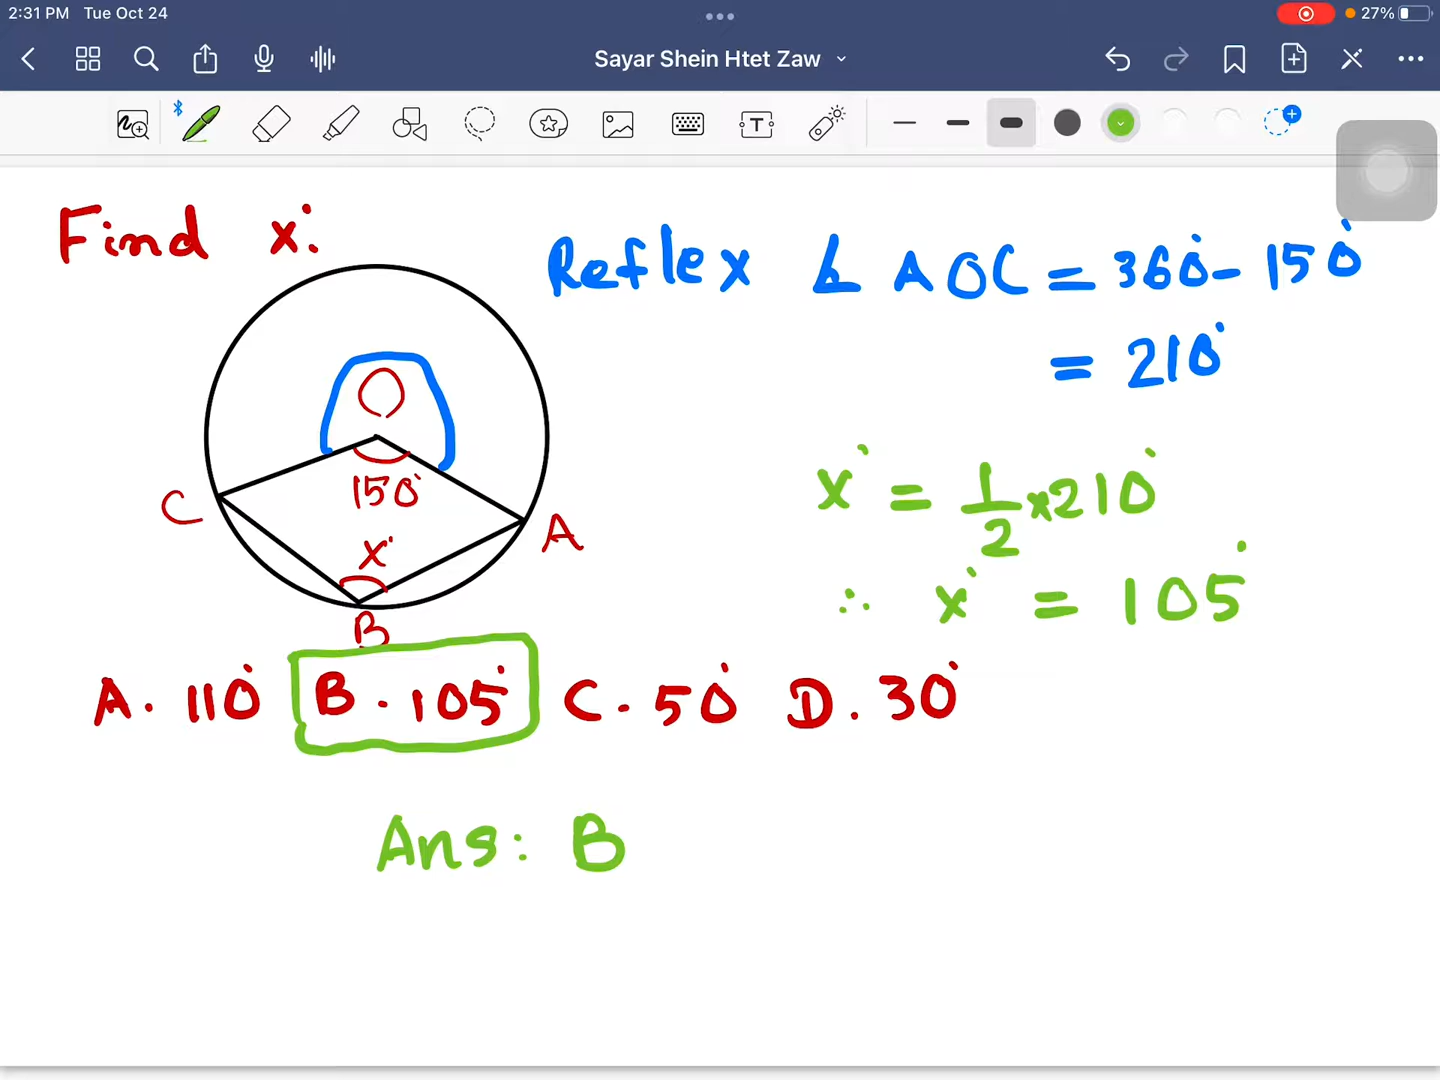 2:31 PM Tue Oct 24
27%
Sayar Shein Htet Zaw
T
Find x°
Reflex ∠ AOC = 360° - 150°
= 210°
O
150°
C
A
x°
B
x° = 1/2 × 210°
∴ x° = 105°
A. 110° B. 105° C. 50° D. 30°
Ans: B